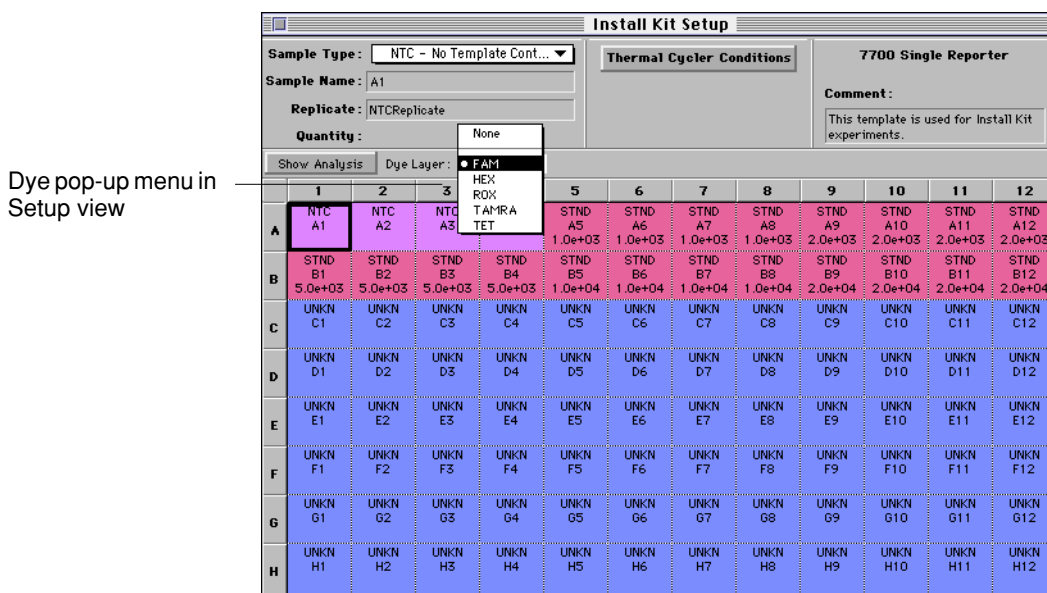 Install Kit Setup
Sample Type: NTC - No Template Cont...
Thermal Cycler Conditions
7700 Single Reporter
Sample Name: A1
Comment:
Replicate: NTCReplicate
This template is used for Install Kit
experiments.
Quantity:
Show Analysis Dye Layer:
None
FAM
HEX
ROX
TAMRA
TET
Dye pop-up menu in
Setup view
1 2 3 5 6 7 8 9 10 11 12
A
NTC NTC NTC STND STND STND STND STND STND STND STND
A1 A2 A3 A5 A6 A7 A8 A9 A10 A11 A12
1.0e+03 1.0e+03 1.0e+03 1.0e+03 2.0e+03 2.0e+03 2.0e+03 2.0e+03
B
STND STND STND STND STND STND STND STND STND STND STND STND
B1 B2 B3 B4 B5 B6 B7 B8 B9 B10 B11 B12
5.0e+03 5.0e+03 5.0e+03 5.0e+03 1.0e+04 1.0e+04 1.0e+04 1.0e+04 2.0e+04 2.0e+04 2.0e+04 2.0e+04
C
UNKN UNKN UNKN UNKN UNKN UNKN UNKN UNKN UNKN UNKN UNKN UNKN
C1 C2 C3 C4 C5 C6 C7 C8 C9 C10 C11 C12
D
UNKN UNKN UNKN UNKN UNKN UNKN UNKN UNKN UNKN UNKN UNKN UNKN
D1 D2 D3 D4 D5 D6 D7 D8 D9 D10 D11 D12
E
UNKN UNKN UNKN UNKN UNKN UNKN UNKN UNKN UNKN UNKN UNKN UNKN
E1 E2 E3 E4 E5 E6 E7 E8 E9 E10 E11 E12
F
UNKN UNKN UNKN UNKN UNKN UNKN UNKN UNKN UNKN UNKN UNKN UNKN
F1 F2 F3 F4 F5 F6 F7 F8 F9 F10 F11 F12
G
UNKN UNKN UNKN UNKN UNKN UNKN UNKN UNKN UNKN UNKN UNKN UNKN
G1 G2 G3 G4 G5 G6 G7 G8 G9 G10 G11 G12
H
UNKN UNKN UNKN UNKN UNKN UNKN UNKN UNKN UNKN UNKN UNKN UNKN
H1 H2 H3 H4 H5 H6 H7 H8 H9 H10 H11 H12